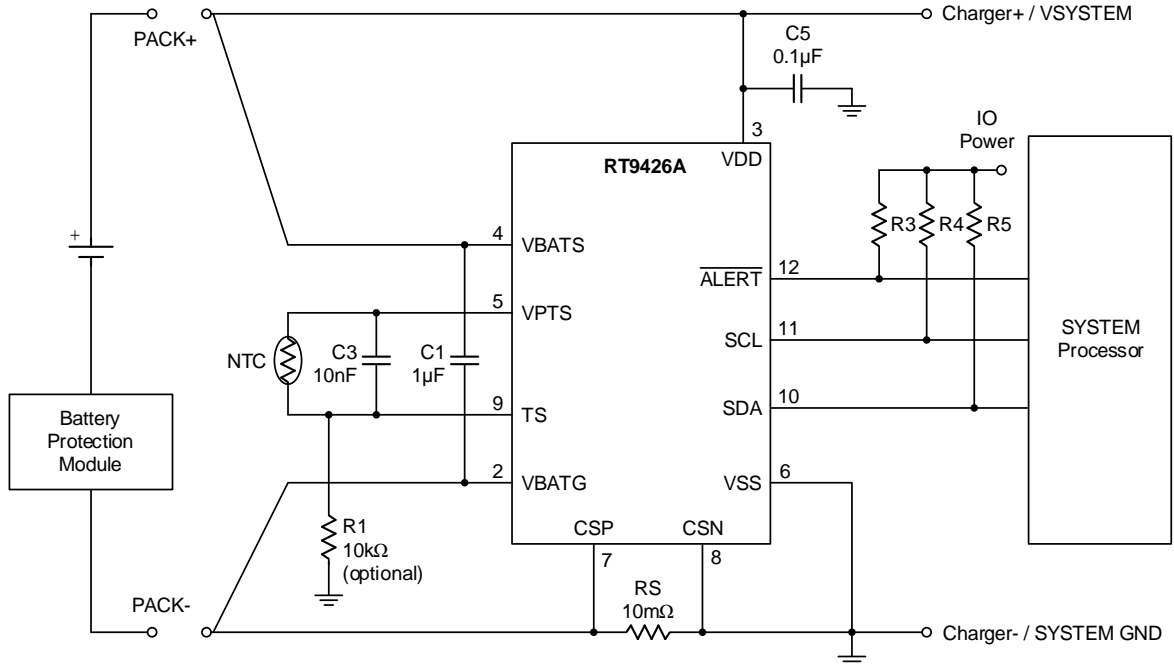 Charger+ / VSYSTEM
PACK+
C5
0.1µF
3
VDD
RT9426A
IO
Power
R3
R4
R5
+
4
VBATS
ALERT
12
5
VPTS
SCL
11
SYSTEM
Processor
NTC
C3
10nF
C1
1µF
9
TS
SDA
10
Battery
Protection
Module
2
VBATG
VSS
6
R1
10kΩ
(optional)
CSP
CSN
7
8
RS
10mΩ
PACK-
Charger- / SYSTEM GND